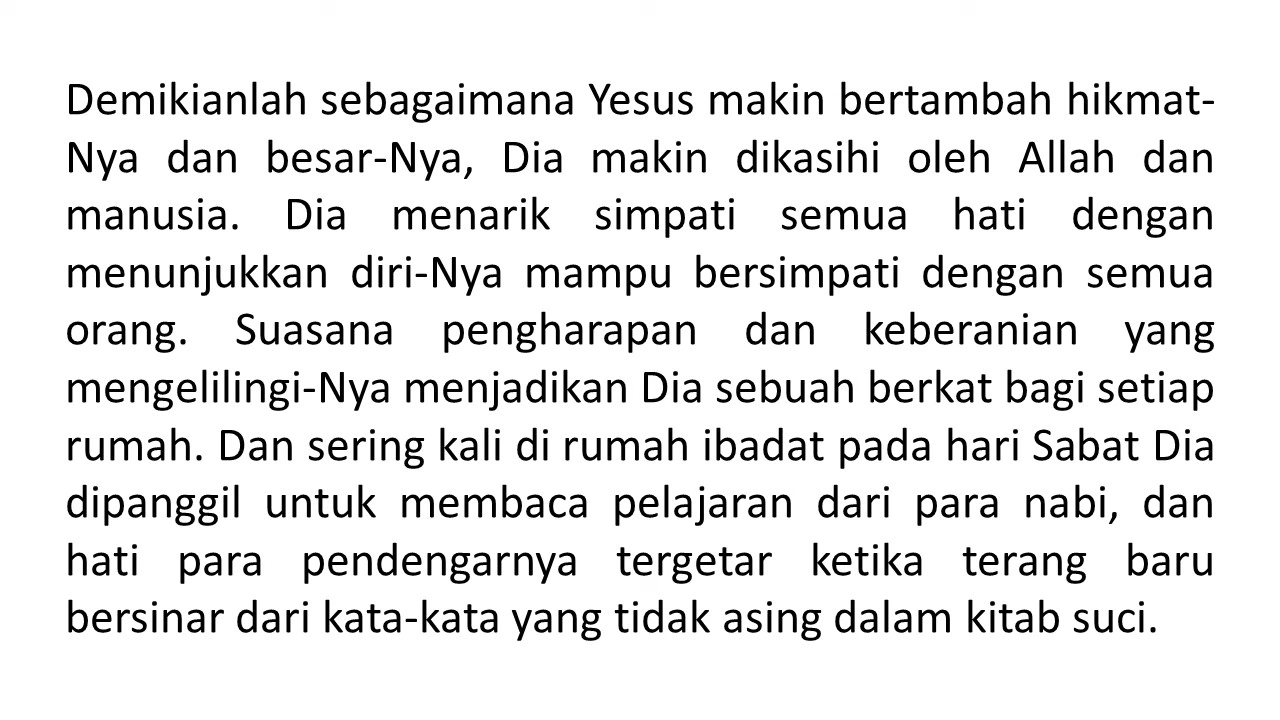 Demikianlah sebagaimana Yesus makin bertambah hikmat-
Nya dan besar-Nya, Dia makin dikasihi oleh Allah dan
manusia. Dia menarik simpati semua hati dengan
menunjukkan diri-Nya mampu bersimpati dengan semua
orang. Suasana pengharapan dan keberanian yang
mengelilingi-Nya menjadikan Dia sebuah berkat bagi setiap
rumah. Dan sering kali di rumah ibadat pada hari Sabat Dia
dipanggil untuk membaca pelajaran dari para nabi, dan
hati para pendengarnya tergetar ketika terang baru
bersinar dari kata-kata yang tidak asing dalam kitab suci.